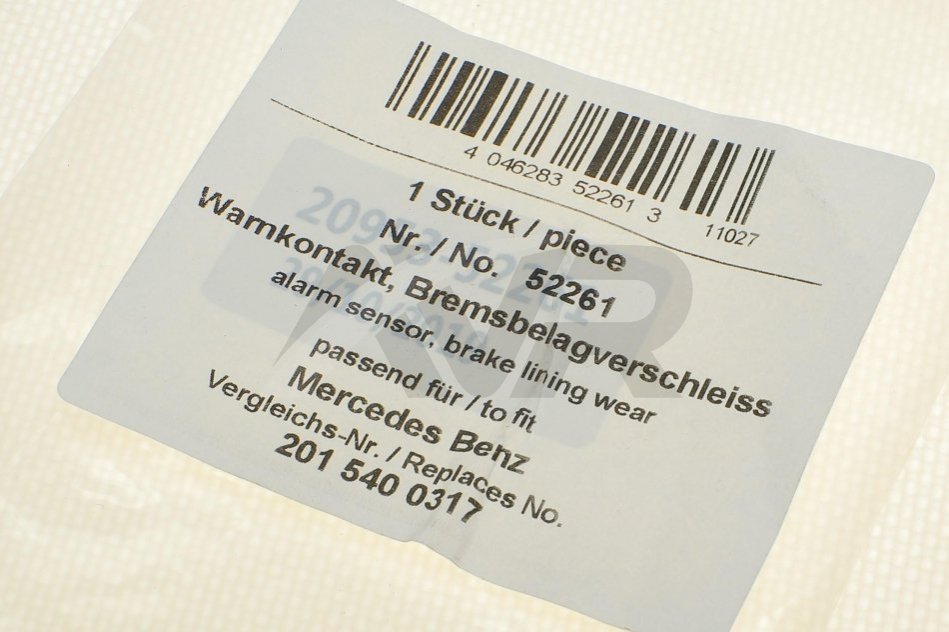 4 046283 52261 3
11027
1 Stück / piece
Nr. / No. 52261
Warnkontakt, Bremsbelagverschleiss
alarm sensor, brake lining wear
passend für / to fit
Mercedes Benz
Vergleichs-Nr. / Replaces No.
201 540 0317